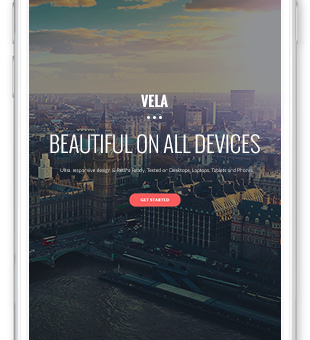 VELA
BEAUTIFUL ON ALL DEVICES
Ultra responsive design & Retina Ready. Tested on Desktops, Laptops, Tablets and Phones
GET STARTED